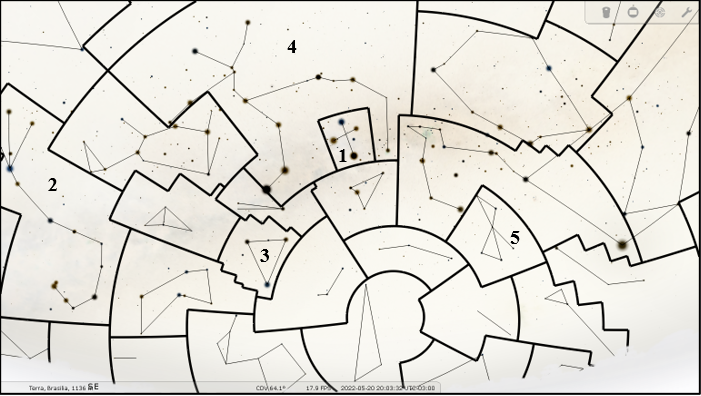 4
1
2
3
5
Terra, Brasília, 1136 m
SE
FOV 64.1°
17.9 FPS
2022-05-20 20:03:32 UTC-03:00